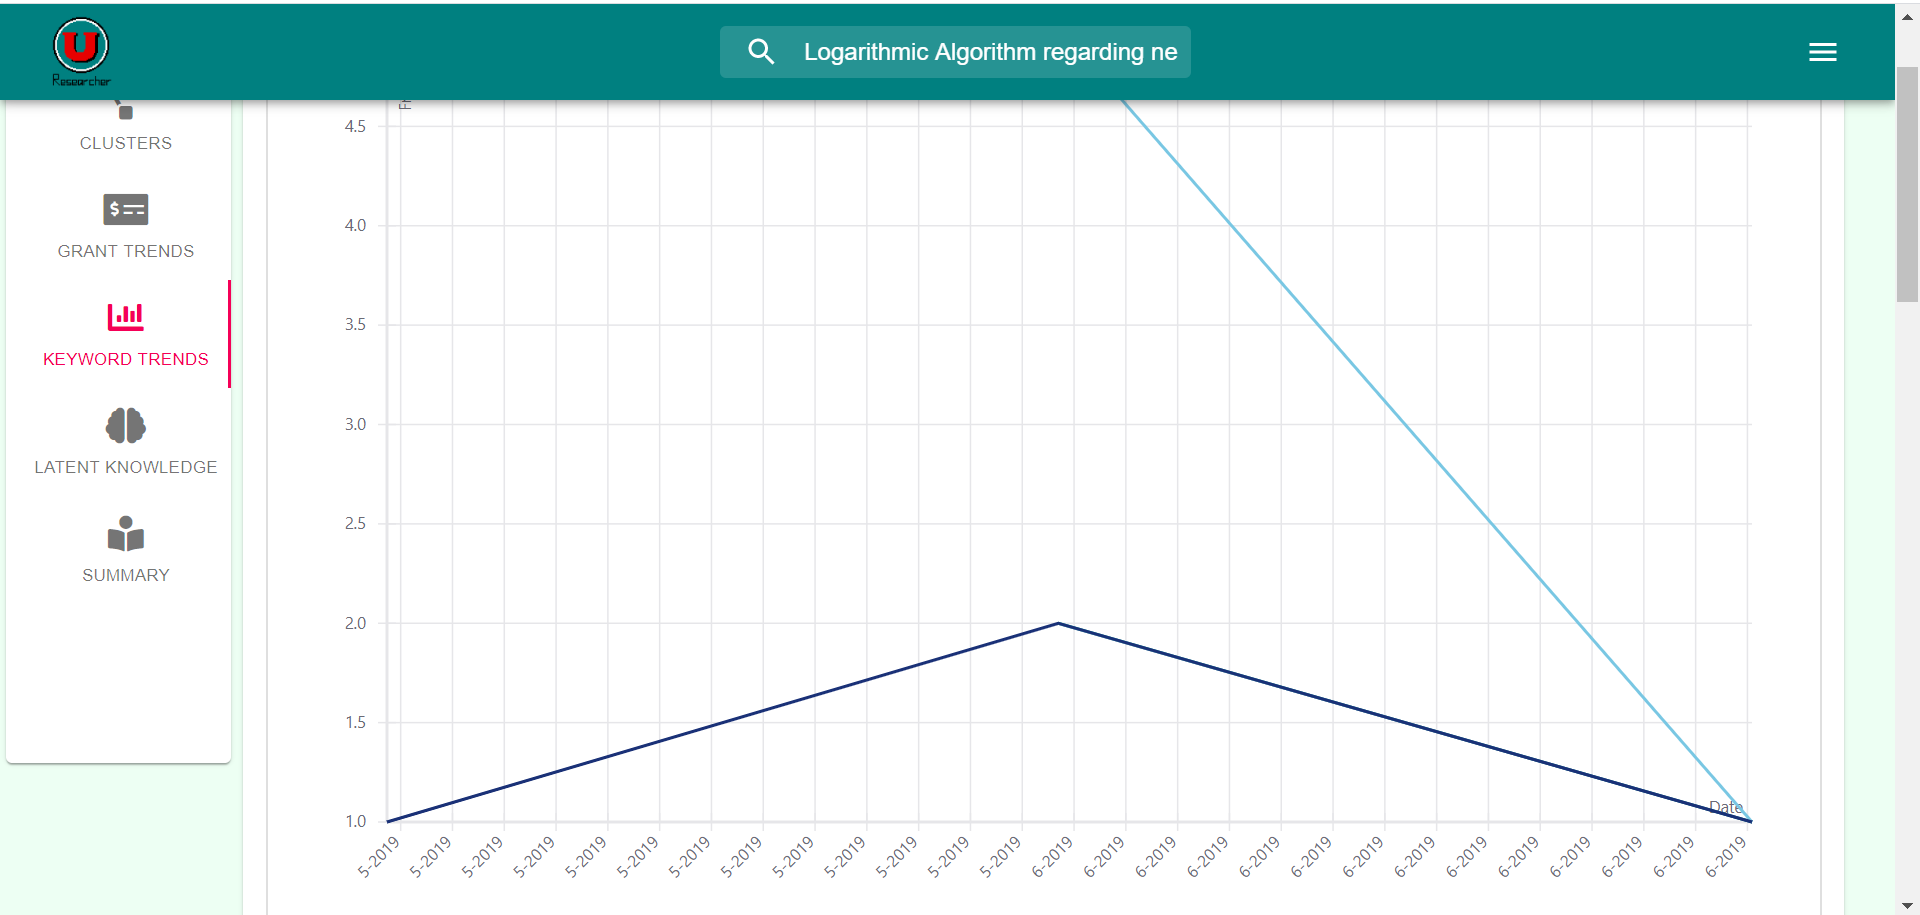 U
Researcher
Logarithmic Algorithm regarding ne
CLUSTERS
GRANT TRENDS
KEYWORD TRENDS
LATENT KNOWLEDGE
SUMMARY
4.5
4.0
3.5
3.0
2.5
2.0
1.5
1.0
Date
5-2019 5-2019 5-2019 5-2019 5-2019 5-2019 5-2019 5-2019 5-2019 5-2019 5-2019 5-2019 5-2019 6-2019 6-2019 6-2019 6-2019 6-2019 6-2019 6-2019 6-2019 6-2019 6-2019 6-2019 6-2019 6-2019 6-2019